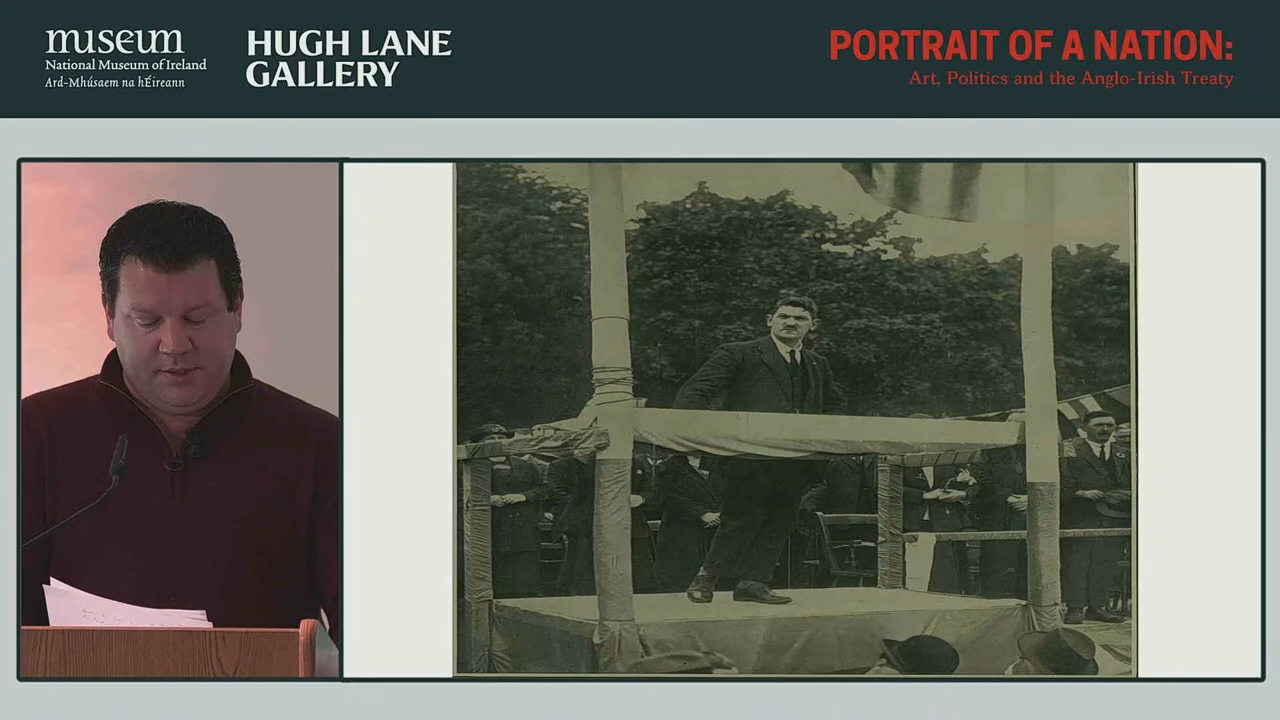 museum
National Museum of Ireland
Ard-Mhúsaem na hÉireann
HUGH LANE
GALLERY
PORTRAIT OF A NATION:
Art, Politics and the Anglo-Irish Treaty